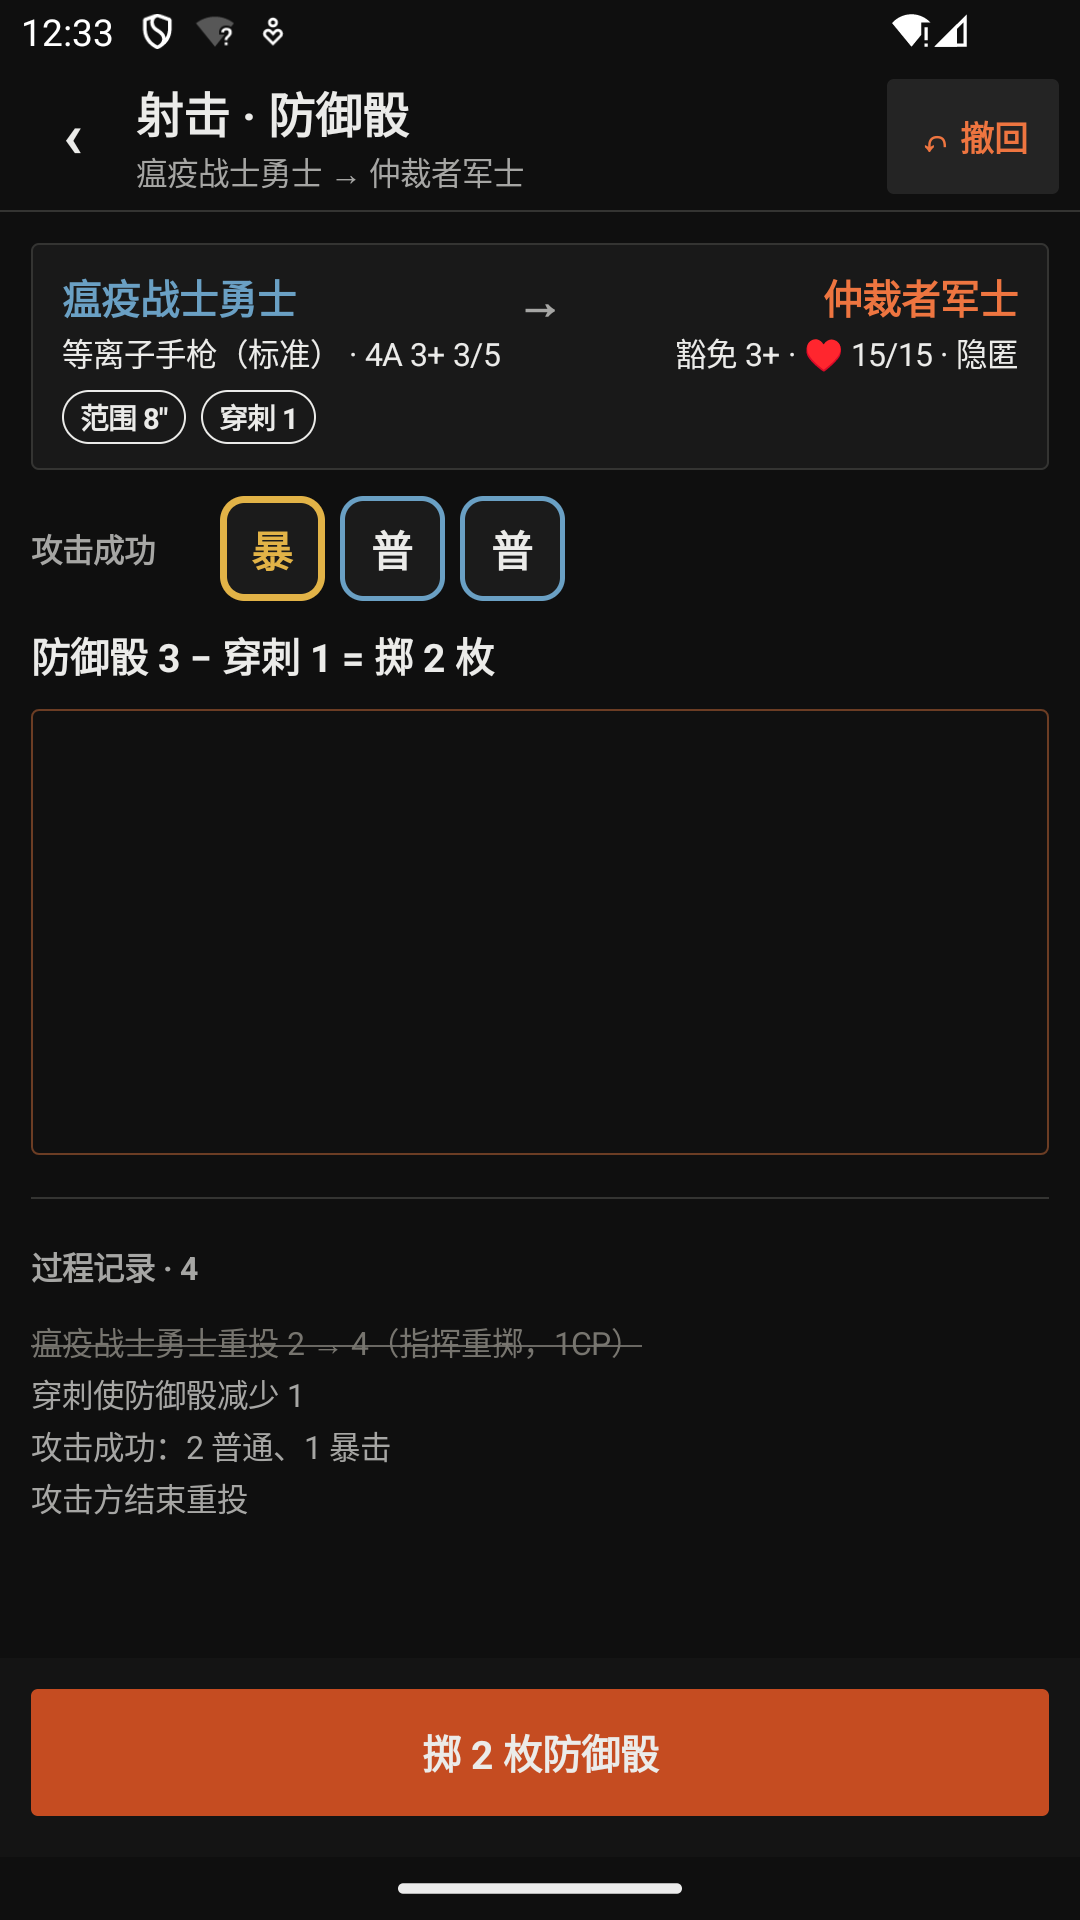 12:33
射击 · 防御骰
瘟疫战士勇士 → 仲裁者军士
撤回
瘟疫战士勇士 → 仲裁者军士
等离子手枪（标准） · 4A 3+ 3/5
豁免 3+ · ❤️ 15/15 · 隐匿
范围 8" 穿刺 1
攻击成功 暴 普 普
防御骰 3 − 穿刺 1 = 掷 2 枚
过程记录 · 4
瘟疫战士勇士重投 2 → 4（指挥重掷，1CP）
穿刺使防御骰减少 1
攻击成功：2 普通、1 暴击
攻击方结束重投
掷 2 枚防御骰